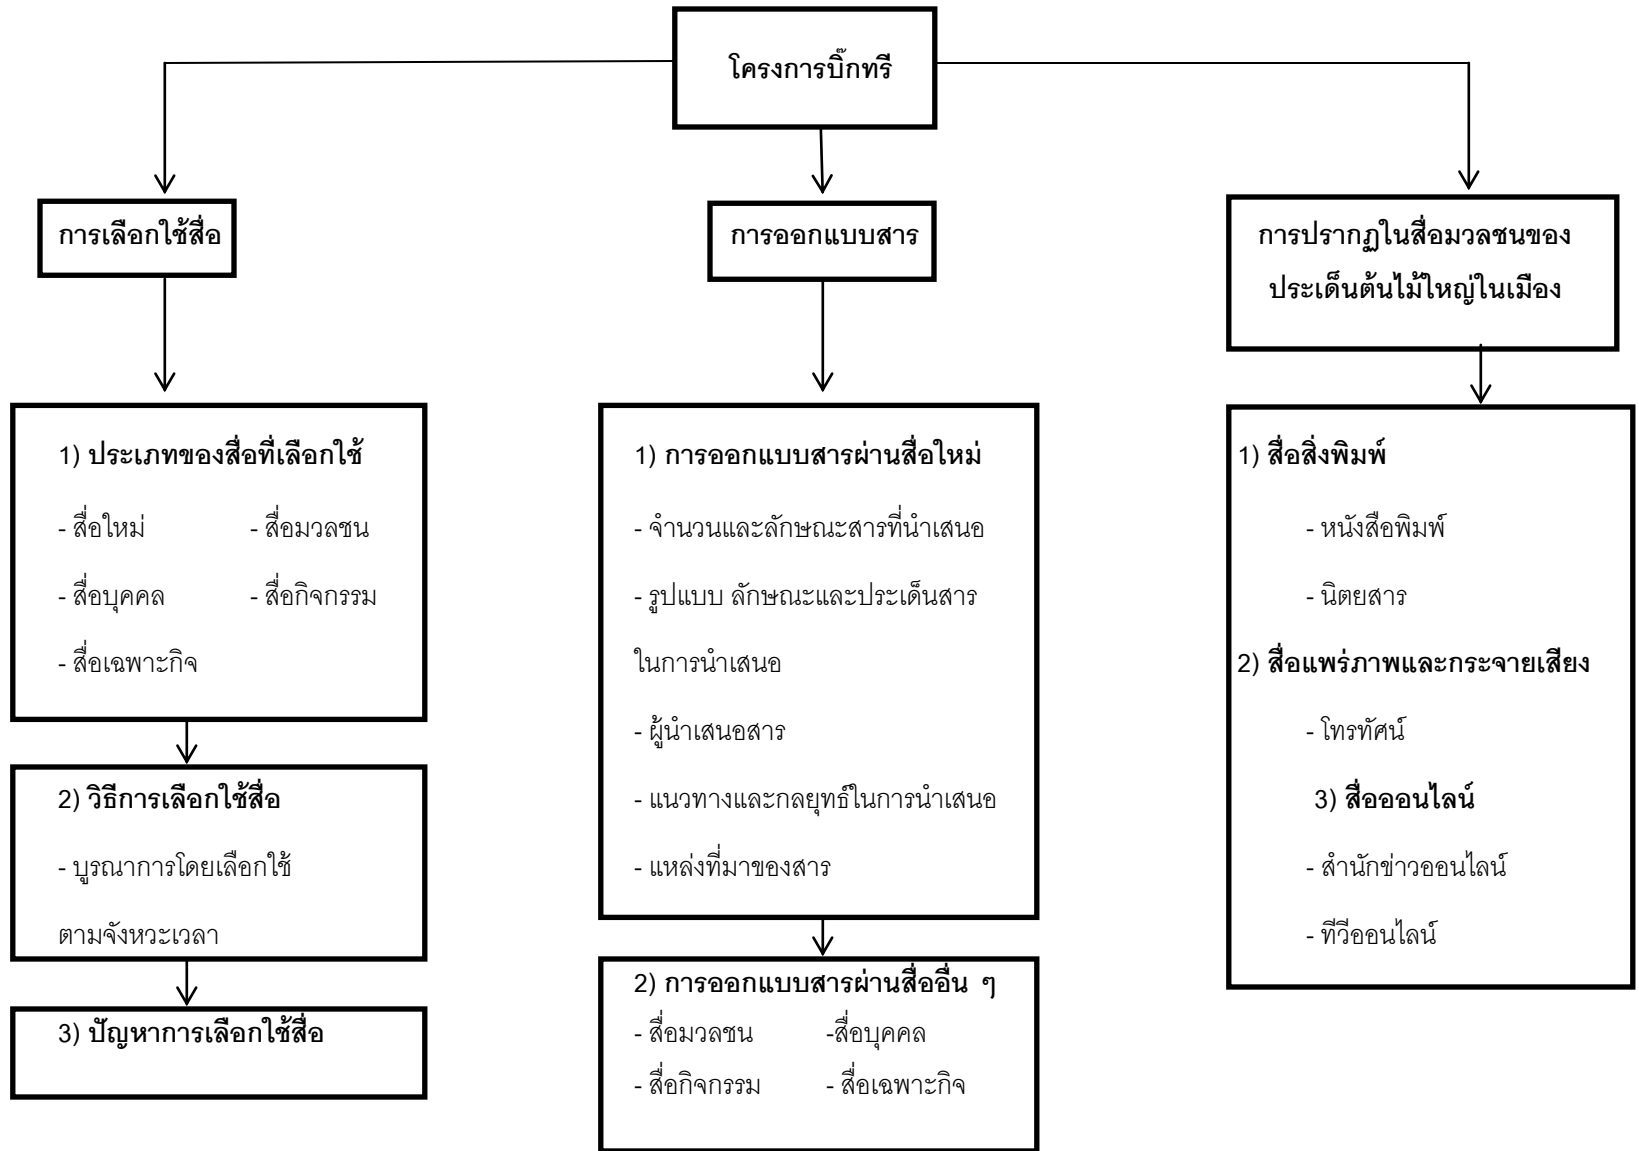 โครงการบิ๊กทรี
การเลือกใช้สื่อ
1) ประเภทของสื่อที่เลือกใช้
- สื่อใหม่ - สื่อมวลชน
- สื่อบุคคล - สื่อกิจกรรม
- สื่อเฉพาะกิจ
2) วิธีการเลือกใช้สื่อ
- บูรณาการโดยเลือกใช้
ตามจังหวะเวลา
3) ปัญหาการเลือกใช้สื่อ
การออกแบบสาร
1) การออกแบบสารผ่านสื่อใหม่
- จำนวนและลักษณะสารที่นำเสนอ
- รูปแบบ ลักษณะและประเด็นสาร
ในการนำเสนอ
- ผู้นำเสนอสาร
- แนวทางและกลยุทธ์ในการนำเสนอ
- แหล่งที่มาของสาร
2) การออกแบบสารผ่านสื่ออื่น ๆ
- สื่อมวลชน -สื่อบุคคล
- สื่อกิจกรรม - สื่อเฉพาะกิจ
การปรากฏในสื่อมวลชนของ
ประเด็นต้นไม้ใหญ่ในเมือง
1) สื่อสิ่งพิมพ์
- หนังสือพิมพ์
- นิตยสาร
2) สื่อแพร่ภาพและกระจายเสียง
- โทรทัศน์
3) สื่อออนไลน์
- สำนักข่าวออนไลน์
- ทีวีออนไลน์